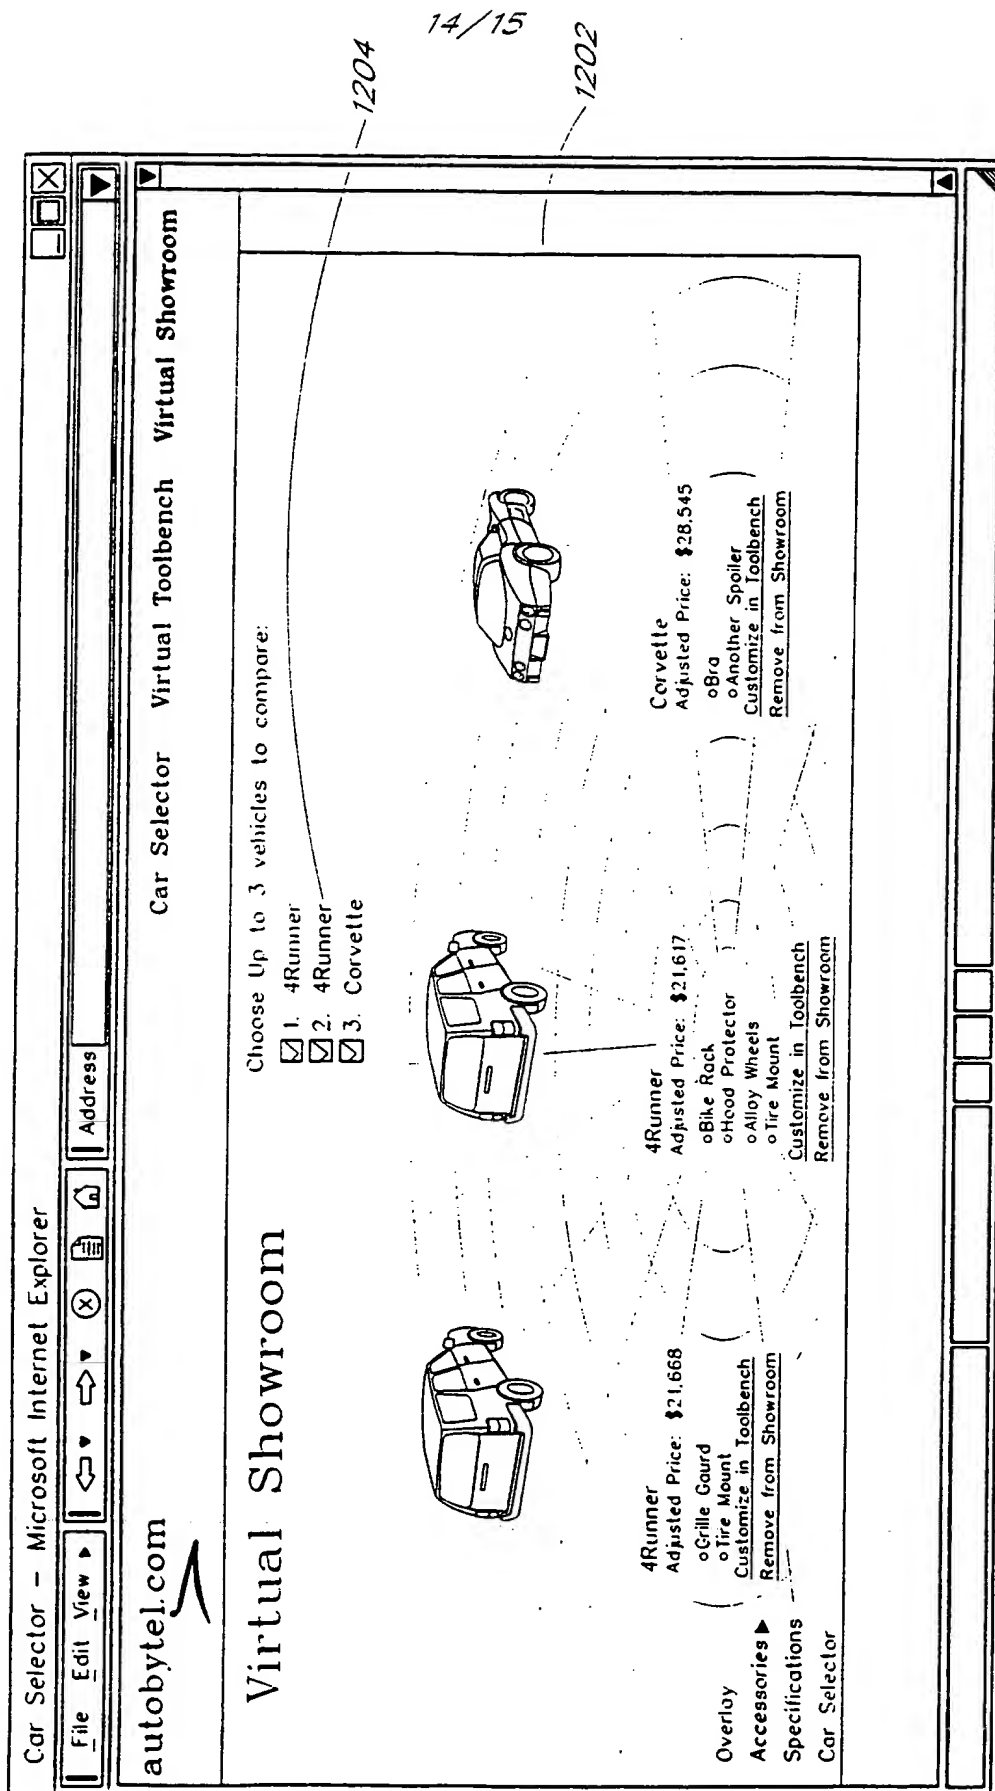 14/15
Car Selector – Microsoft Internet Explorer
File Edit View
Address
autobytel.com
Car Selector Virtual Toolbench Virtual Showroom
Virtual Showroom
Choose Up to 3 vehicles to compare:
1. 4Runner
2. 4Runner
3. Corvette
1204
1202
4Runner
Adjusted Price: $21,668
oGrille Gaurd
oTire Mount
Customize in Toolbench
Remove from Showroom
4Runner
Adjusted Price: $21,617
oBike Rack
oHood Protector
oAlloy Wheels
oTire Mount
Customize in Toolbench
Remove from Showroom
Corvette
Adjusted Price: $28,545
oBra
oAnother Spoiler
Customize in Toolbench
Remove from Showroom
Overlay
Accessories
Specifications
Car Selector